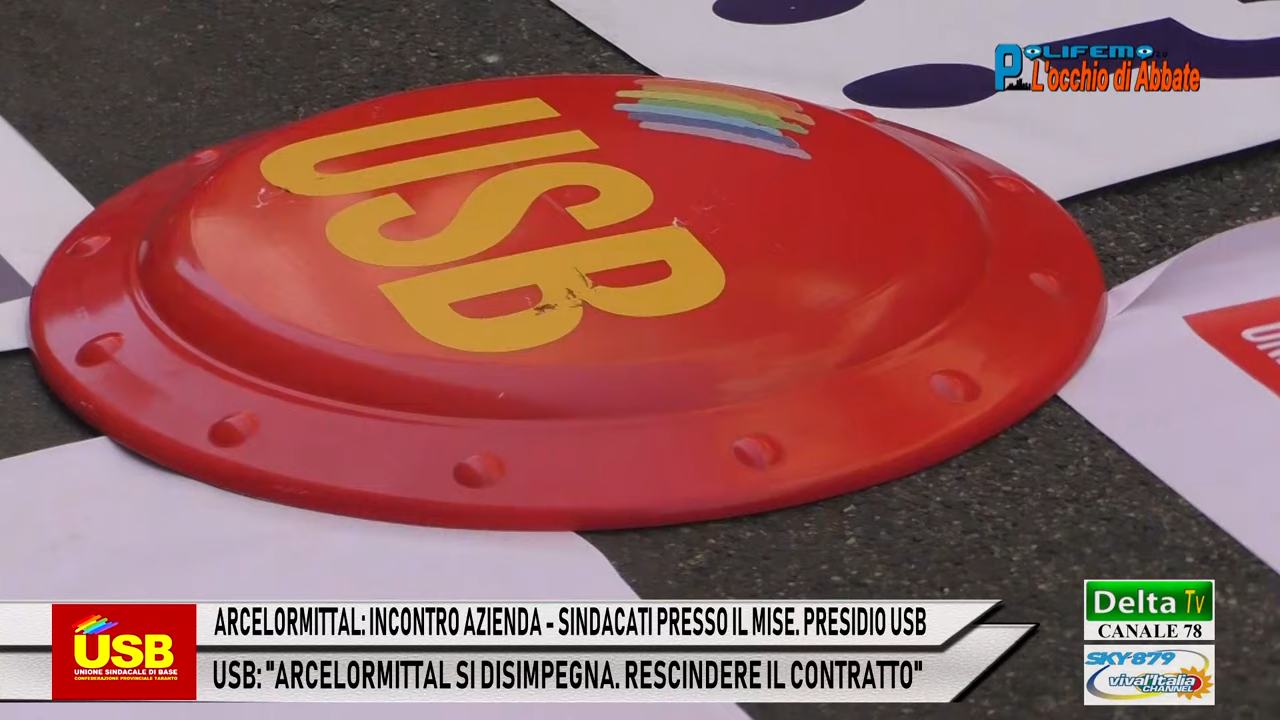 POLIFEMO
L'occhio di Abbate
USB
ARCELORMITTAL: INCONTRO AZIENDA - SINDACATI PRESSO IL MISE. PRESIDIO USB
USB: "ARCELORMITTAL SI DISIMPEGNA. RESCINDERE IL CONTRATTO"
USB
UNIONE SINDACALE DI BASE
CONFEDERAZIONE PROVINCIALE TARANTO
Delta Tv
CANALE 78
SKY-879
viva l'Italia
CHANNEL